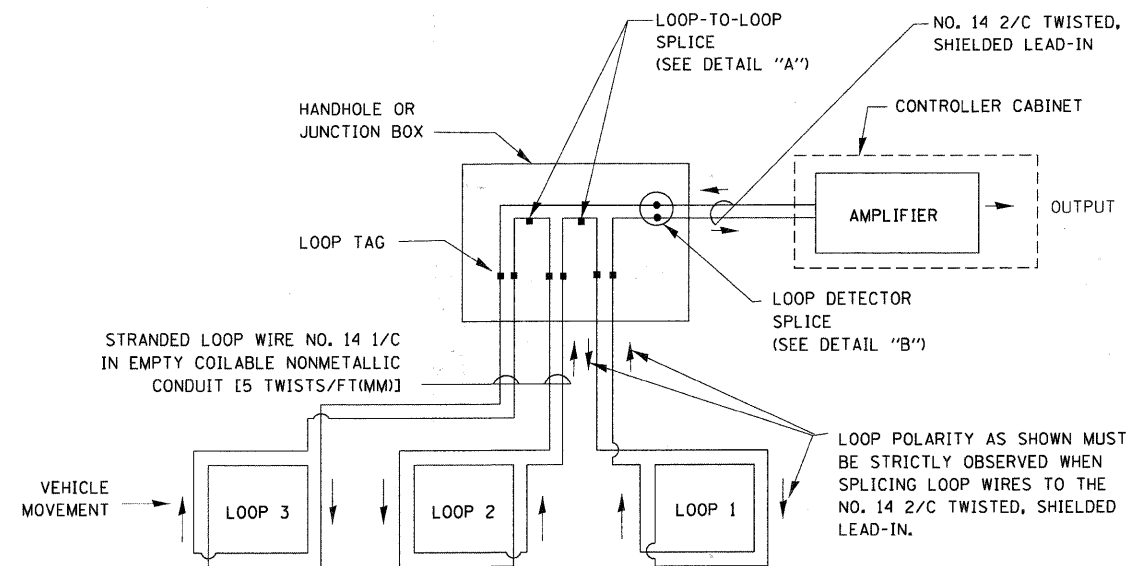 LOOP-TO-LOOP
SPLICE
(SEE DETAIL "A")
NO. 14 2/C TWISTED,
SHIELDED LEAD-IN
HANDHOLE OR
JUNCTION BOX
CONTROLLER CABINET
AMPLIFIER
OUTPUT
LOOP TAG
LOOP DETECTOR
SPLICE
(SEE DETAIL "B")
STRANDED LOOP WIRE NO. 14 1/C
IN EMPTY COILABLE NONMETALLIC
CONDUIT [5 TWISTS/FT(MM)]
LOOP POLARITY AS SHOWN MUST
BE STRICTLY OBSERVED WHEN
SPLICING LOOP WIRES TO THE
NO. 14 2/C TWISTED, SHIELDED
LEAD-IN.
VEHICLE
MOVEMENT
LOOP 3
LOOP 2
LOOP 1